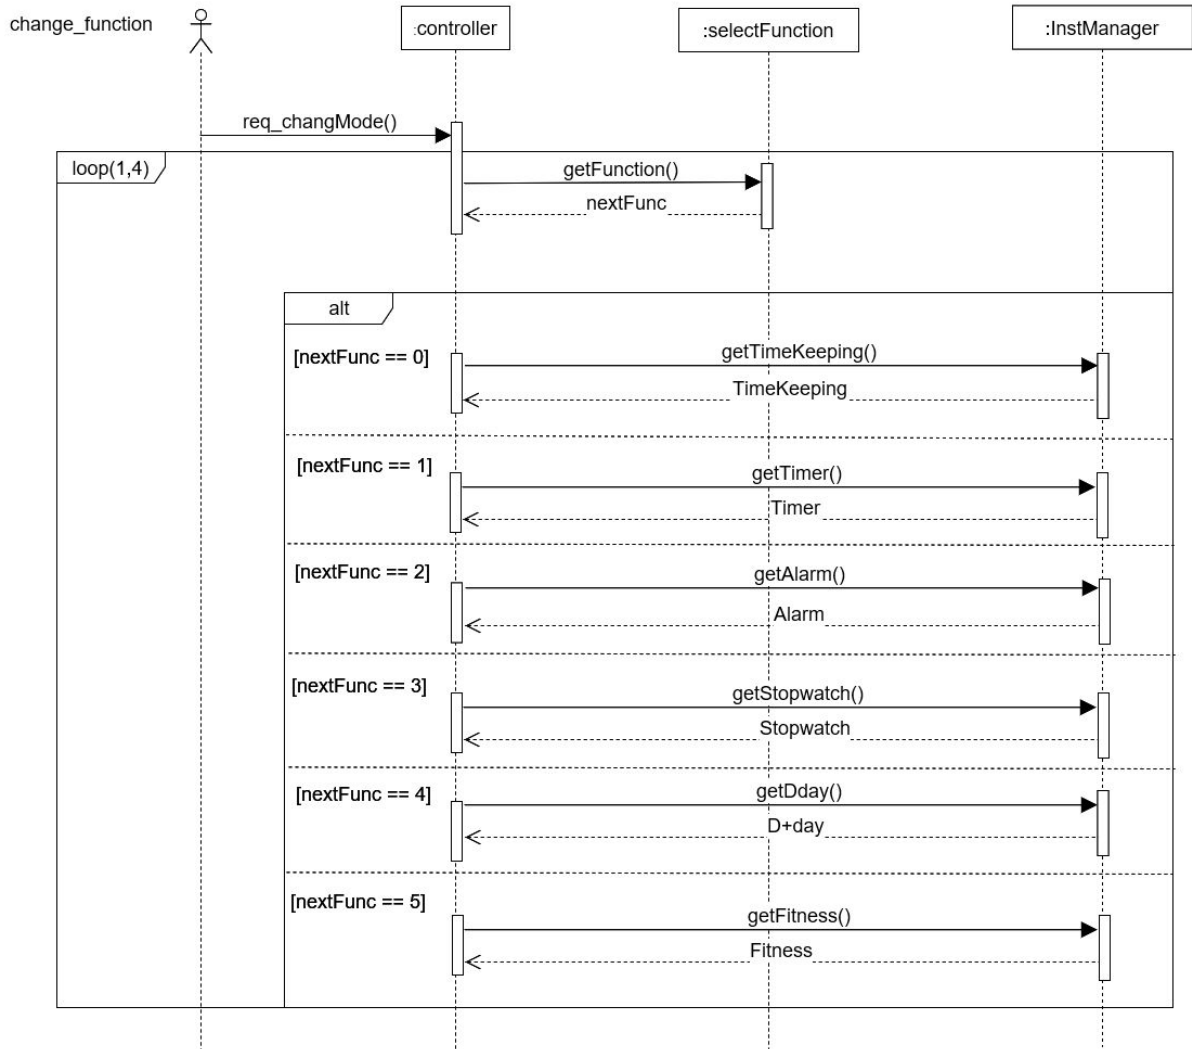 change_function
:controller
:selectFunction
:InstManager
req_changMode()
loop(1,4)
getFunction()
nextFunc
alt
[nextFunc == 0]
getTimeKeeping()
TimeKeeping
[nextFunc == 1]
getTimer()
Timer
[nextFunc == 2]
getAlarm()
Alarm
[nextFunc == 3]
getStopwatch()
Stopwatch
[nextFunc == 4]
getDday()
D+day
[nextFunc == 5]
getFitness()
Fitness